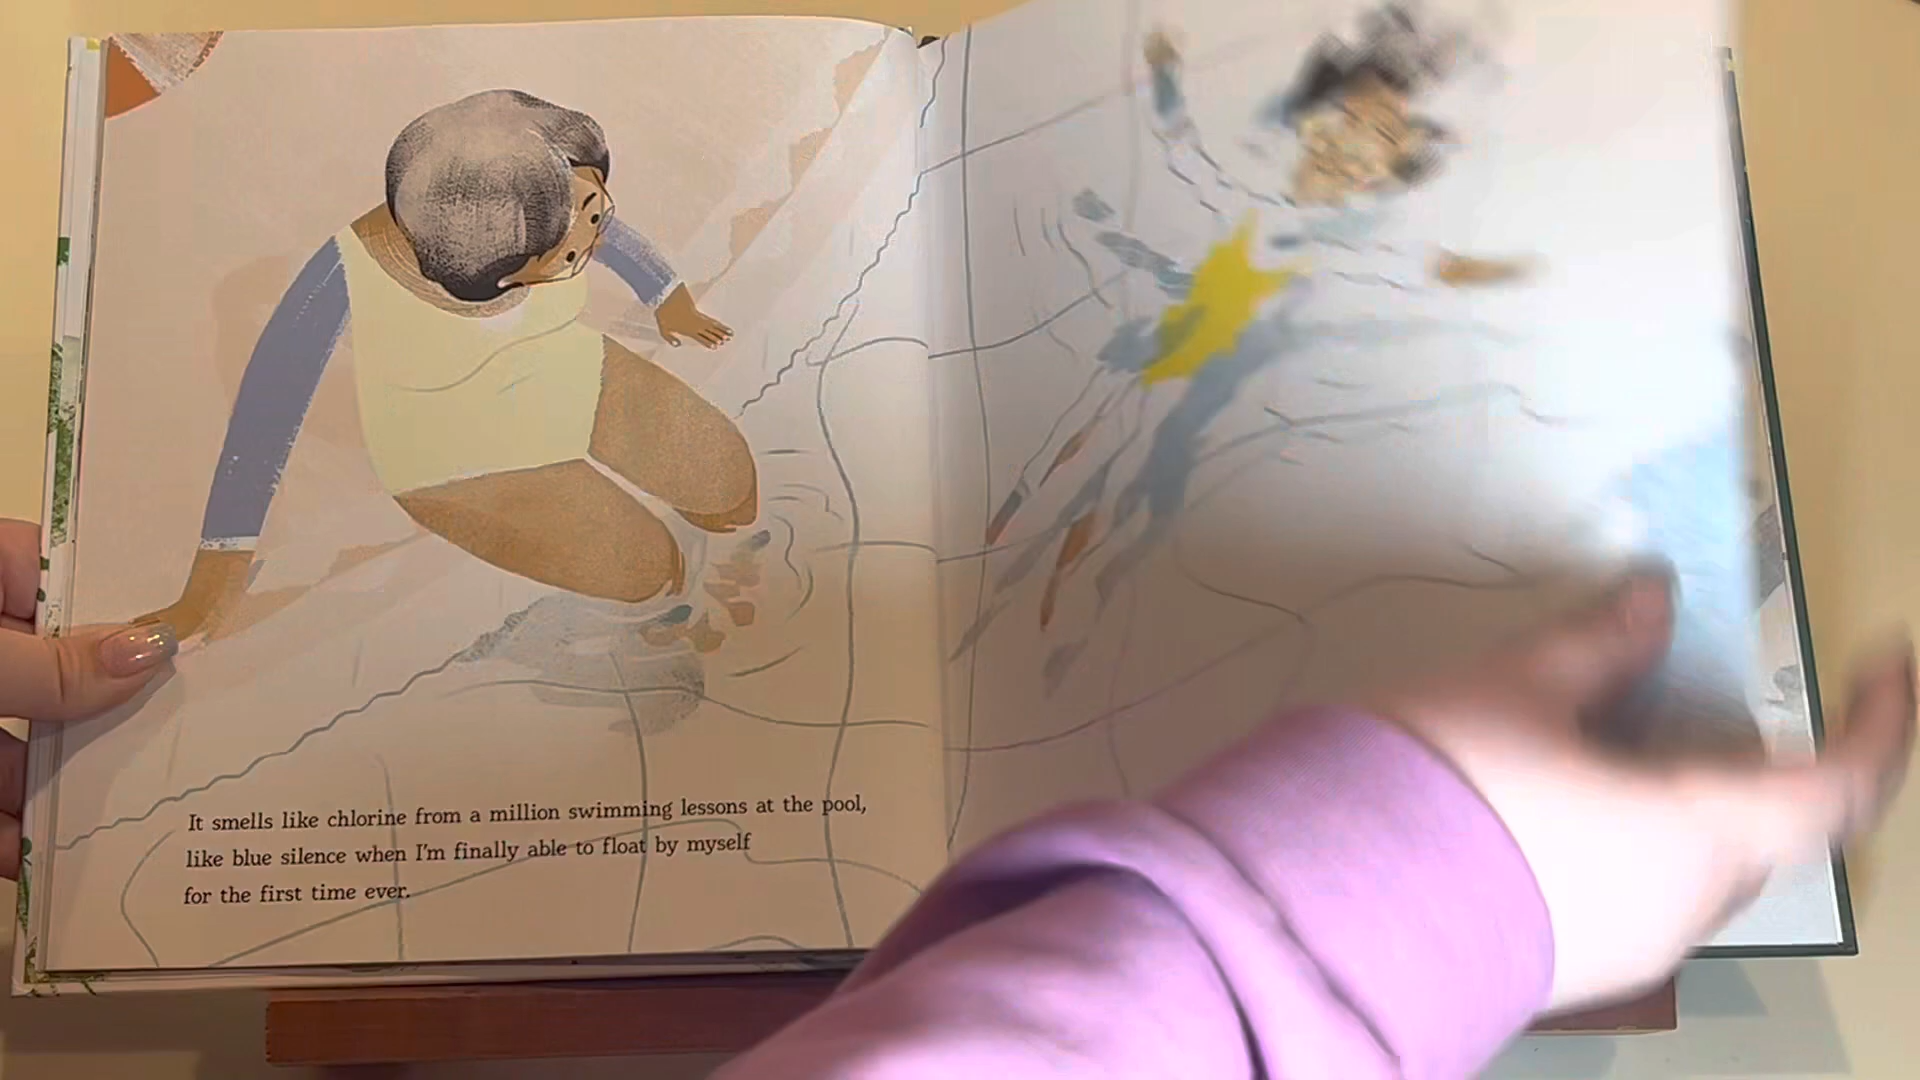 It smells like chlorine from a million swimming lessons at the pool,
like blue silence when I'm finally able to float by myself
for the first time ever.